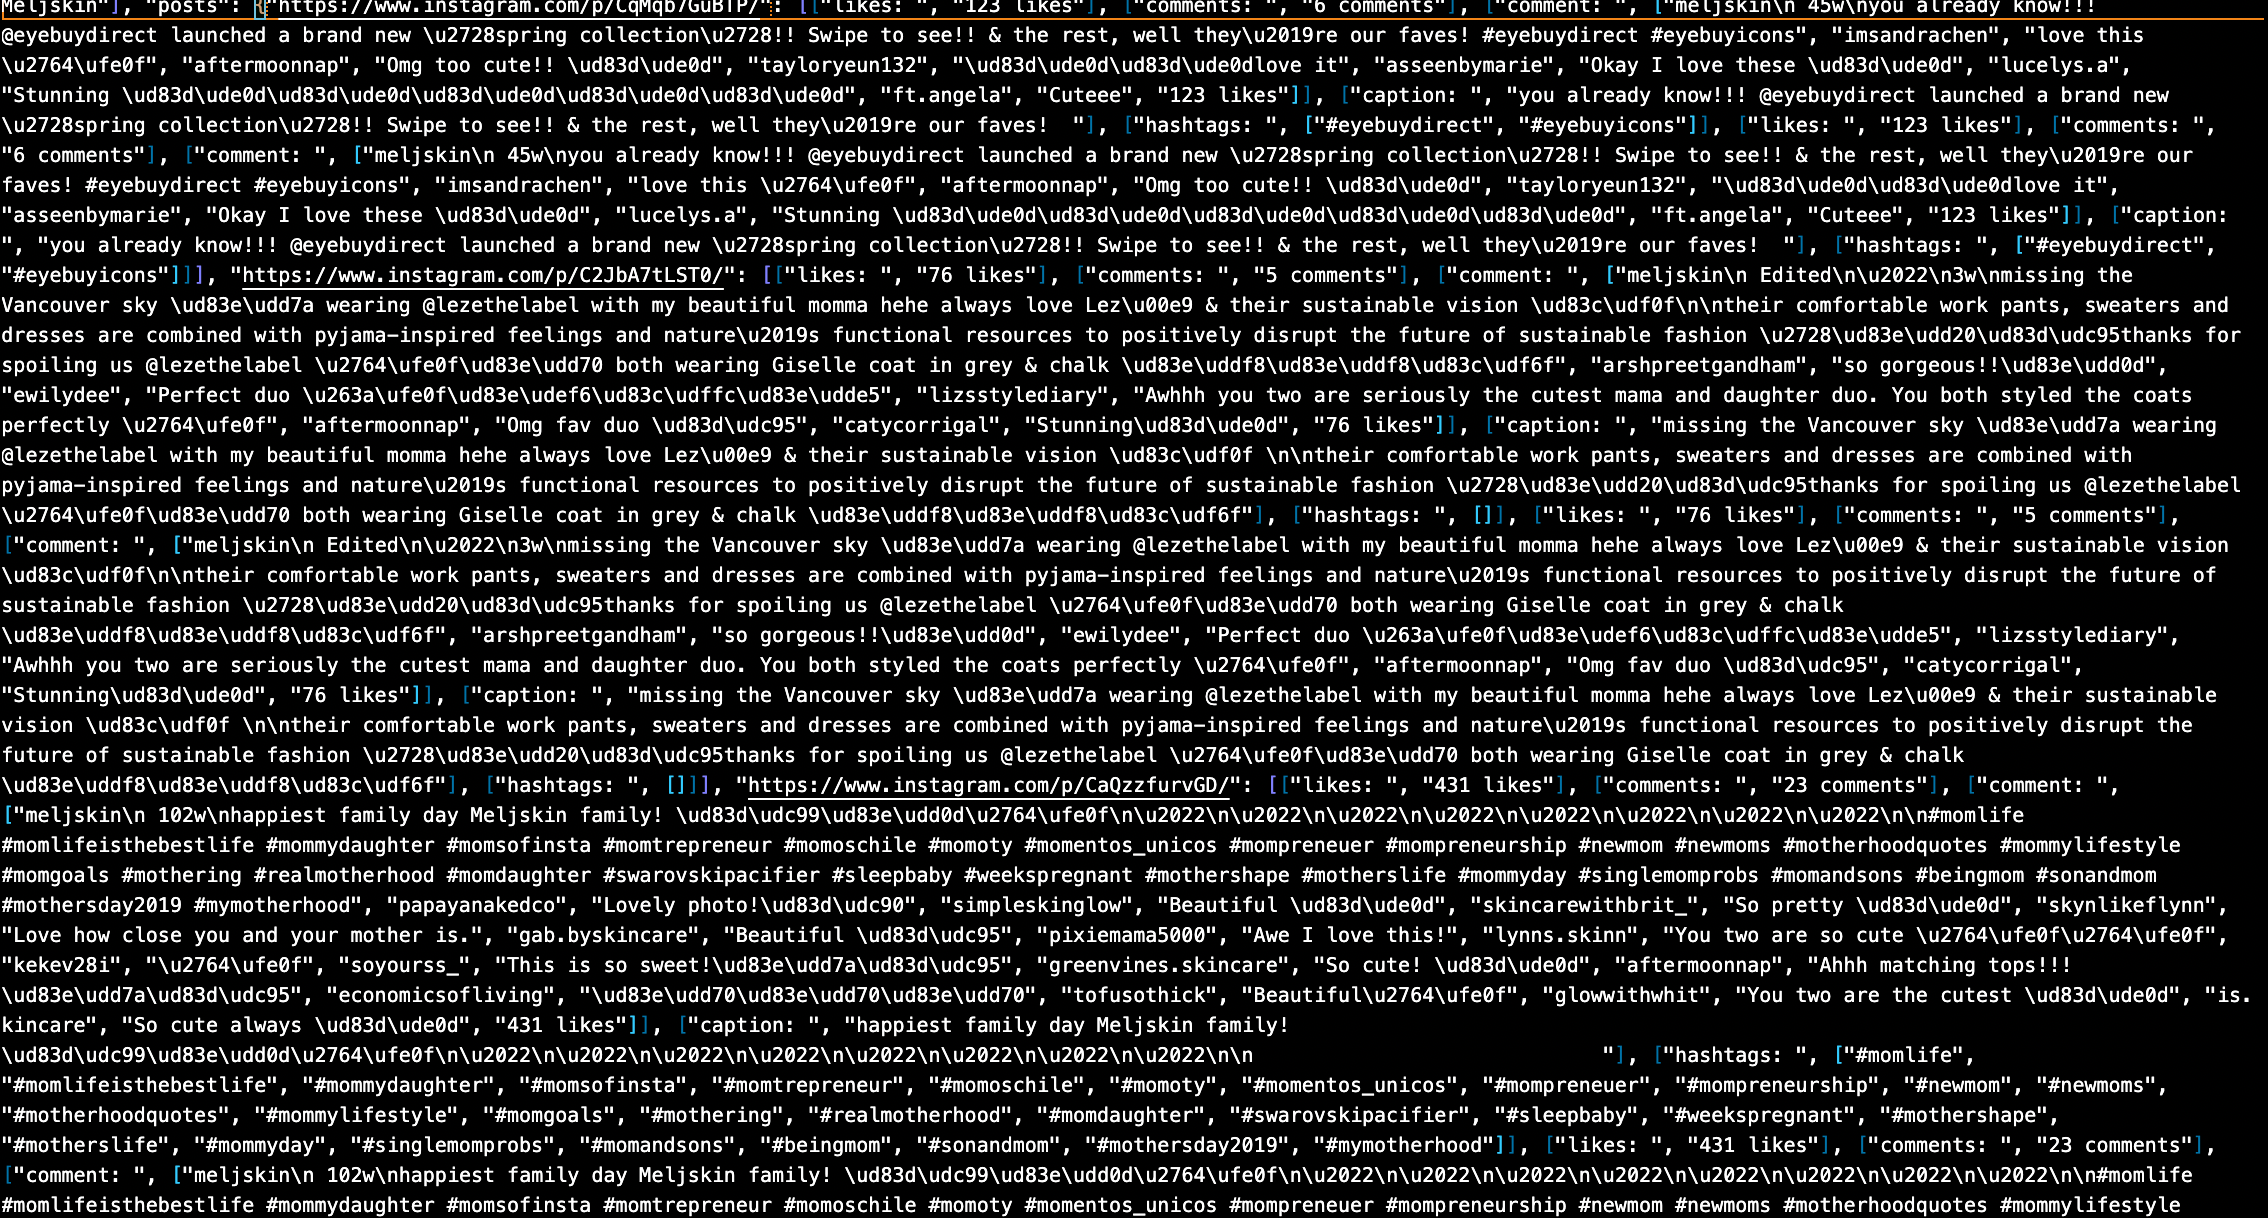 Meljskin"], "posts": {"https://www.instagram.com/p/CqMqb7GuBTP/": [["likes: ", "123 likes"], ["comments: ", "6 comments"], ["comment: ", ["meljskin\n 45w\nyou already know!!!
@eyebuydirect launched a brand new \u2728spring collection\u2728!! Swipe to see!! & the rest, well they\u2019re our faves! #eyebuydirect #eyebuyicons", "imsandrachen", "love this
\u2764\ufe0f", "aftermoonnap", "Omg too cute!! \ud83d\ude0d", "tayloryeun132", "\ud83d\ude0d\ud83d\ude0dlove it", "asseenbymarie", "Okay I love these \ud83d\ude0d", "lucelys.a",
"Stunning \ud83d\ude0d\ud83d\ude0d\ud83d\ude0d\ud83d\ude0d\ud83d\ude0d", "ft.angela", "Cuteee", "123 likes"]], ["caption: ", "you already know!!! @eyebuydirect launched a brand new
\u2728spring collection\u2728!! Swipe to see!! & the rest, well they\u2019re our faves!  "], ["hashtags: ", ["#eyebuydirect", "#eyebuyicons"]], ["likes: ", "123 likes"], ["comments: ",
"6 comments"], ["comment: ", ["meljskin\n 45w\nyou already know!!! @eyebuydirect launched a brand new \u2728spring collection\u2728!! Swipe to see!! & the rest, well they\u2019re our
faves! #eyebuydirect #eyebuyicons", "imsandrachen", "love this \u2764\ufe0f", "aftermoonnap", "Omg too cute!! \ud83d\ude0d", "tayloryeun132", "\ud83d\ude0d\ud83d\ude0dlove it",
"asseenbymarie", "Okay I love these \ud83d\ude0d", "lucelys.a", "Stunning \ud83d\ude0d\ud83d\ude0d\ud83d\ude0d\ud83d\ude0d\ud83d\ude0d", "ft.angela", "Cuteee", "123 likes"]], ["caption:
", "you already know!!! @eyebuydirect launched a brand new \u2728spring collection\u2728!! Swipe to see!! & the rest, well they\u2019re our faves!  "], ["hashtags: ", ["#eyebuydirect",
"#eyebuyicons"]]], "https://www.instagram.com/p/C2JbA7tLST0/": [["likes: ", "76 likes"], ["comments: ", "5 comments"], ["comment: ", ["meljskin\n Edited\n\u2022\n3w\nmissing the
Vancouver sky \ud83e\udd7a wearing @lezethelabel with my beautiful momma hehe always love Lez\u00e9 & their sustainable vision \ud83c\udf0f\n\ntheir comfortable work pants, sweaters and
dresses are combined with pyjama-inspired feelings and nature\u2019s functional resources to positively disrupt the future of sustainable fashion \u2728\ud83e\udd20\ud83d\udc95thanks for
spoiling us @lezethelabel \u2764\ufe0f\ud83e\udd70 both wearing Giselle coat in grey & chalk \ud83e\uddf8\ud83e\uddf8\ud83c\udf6f", "arshpreetgandham", "so gorgeous!!\ud83e\udd0d",
"ewilydee", "Perfect duo \u263a\ufe0f\ud83e\udef6\ud83c\udffc\ud83e\udde5", "lizsstylediary", "Awhhh you two are seriously the cutest mama and daughter duo. You both styled the coats
perfectly \u2764\ufe0f", "aftermoonnap", "Omg fav duo \ud83d\udc95", "catycorrigal", "Stunning\ud83d\ude0d", "76 likes"]], ["caption: ", "missing the Vancouver sky \ud83e\udd7a wearing
@lezethelabel with my beautiful momma hehe always love Lez\u00e9 & their sustainable vision \ud83c\udf0f \n\ntheir comfortable work pants, sweaters and dresses are combined with
pyjama-inspired feelings and nature\u2019s functional resources to positively disrupt the future of sustainable fashion \u2728\ud83e\udd20\ud83d\udc95thanks for spoiling us @lezethelabel
\u2764\ufe0f\ud83e\udd70 both wearing Giselle coat in grey & chalk \ud83e\uddf8\ud83e\uddf8\ud83c\udf6f"], ["hashtags: ", []], ["likes: ", "76 likes"], ["comments: ", "5 comments"],
["comment: ", ["meljskin\n Edited\n\u2022\n3w\nmissing the Vancouver sky \ud83e\udd7a wearing @lezethelabel with my beautiful momma hehe always love Lez\u00e9 & their sustainable vision
\ud83c\udf0f\n\ntheir comfortable work pants, sweaters and dresses are combined with pyjama-inspired feelings and nature\u2019s functional resources to positively disrupt the future of
sustainable fashion \u2728\ud83e\udd20\ud83d\udc95thanks for spoiling us @lezethelabel \u2764\ufe0f\ud83e\udd70 both wearing Giselle coat in grey & chalk
\ud83e\uddf8\ud83e\uddf8\ud83c\udf6f", "arshpreetgandham", "so gorgeous!!\ud83e\udd0d", "ewilydee", "Perfect duo \u263a\ufe0f\ud83e\udef6\ud83c\udffc\ud83e\udde5", "lizsstylediary",
"Awhhh you two are seriously the cutest mama and daughter duo. You both styled the coats perfectly \u2764\ufe0f", "aftermoonnap", "Omg fav duo \ud83d\udc95", "catycorrigal",
"Stunning\ud83d\ude0d", "76 likes"]], ["caption: ", "missing the Vancouver sky \ud83e\udd7a wearing @lezethelabel with my beautiful momma hehe always love Lez\u00e9 & their sustainable
vision \ud83c\udf0f \n\ntheir comfortable work pants, sweaters and dresses are combined with pyjama-inspired feelings and nature\u2019s functional resources to positively disrupt the
future of sustainable fashion \u2728\ud83e\udd20\ud83d\udc95thanks for spoiling us @lezethelabel \u2764\ufe0f\ud83e\udd70 both wearing Giselle coat in grey & chalk
\ud83e\uddf8\ud83e\uddf8\ud83c\udf6f"], ["hashtags: ", []]], "https://www.instagram.com/p/CaQzzfurvGD/": [["likes: ", "431 likes"], ["comments: ", "23 comments"], ["comment: ",
["meljskin\n 102w\nhappiest family day Meljskin family! \ud83d\udc99\ud83e\udd0d\u2764\ufe0f\n\u2022\n\u2022\n\u2022\n\u2022\n\u2022\n\u2022\n\u2022\n\u2022\n\n#momlife
#momlifeisthebestlife #mommydaughter #momsofinsta #momtrepreneur #momoschile #momoty #momentos_unicos #mompreneuer #mompreneurship #newmom #newmoms #motherhoodquotes #mommylifestyle
#momgoals #mothering #realmotherhood #momdaughter #swarovskipacifier #sleepbaby #weekspregnant #mothershape #motherslife #mommyday #singlemomprobs #momandsons #beingmom #sonandmom
#mothersday2019 #mymotherhood", "papayanakedco", "Lovely photo!\ud83d\udc90", "simpleskinglow", "Beautiful \ud83d\ude0d", "skincarewithbrit_", "So pretty \ud83d\ude0d", "skynlikeflynn",
"Love how close you and your mother is.", "gab.byskincare", "Beautiful \ud83d\udc95", "pixiemama5000", "Awe I love this!", "lynns.skinn", "You two are so cute \u2764\ufe0f\u2764\ufe0f",
"kekev28i", "\u2764\ufe0f", "soyourss_", "This is so sweet!\ud83e\udd7a\ud83d\udc95", "greenvines.skincare", "So cute! \ud83d\ude0d", "aftermoonnap", "Ahhh matching tops!!!
\ud83e\udd7a\ud83d\udc95", "economicsofliving", "\ud83e\udd70\ud83e\udd70\ud83e\udd70", "tofusothick", "Beautiful\u2764\ufe0f", "glowwithwhit", "You two are the cutest \ud83d\ude0d", "is.
kincare", "So cute always \ud83d\ude0d", "431 likes"]], ["caption: ", "happiest family day Meljskin family!
\ud83d\udc99\ud83e\udd0d\u2764\ufe0f\n\u2022\n\u2022\n\u2022\n\u2022\n\u2022\n\u2022\n\u2022\n\u2022\n\n                             "], ["hashtags: ", ["#momlife",
"#momlifeisthebestlife", "#mommydaughter", "#momsofinsta", "#momtrepreneur", "#momoschile", "#momoty", "#momentos_unicos", "#mompreneuer", "#mompreneurship", "#newmom", "#newmoms",
"#motherhoodquotes", "#mommylifestyle", "#momgoals", "#mothering", "#realmotherhood", "#momdaughter", "#swarovskipacifier", "#sleepbaby", "#weekspregnant", "#mothershape",
"#motherslife", "#mommyday", "#singlemomprobs", "#momandsons", "#beingmom", "#sonandmom", "#mothersday2019", "#mymotherhood"]], ["likes: ", "431 likes"], ["comments: ", "23 comments"],
["comment: ", ["meljskin\n 102w\nhappiest family day Meljskin family! \ud83d\udc99\ud83e\udd0d\u2764\ufe0f\n\u2022\n\u2022\n\u2022\n\u2022\n\u2022\n\u2022\n\u2022\n\u2022\n\n#momlife
#momlifeisthebestlife #mommydaughter #momsofinsta #momtrepreneur #momoschile #momoty #momentos_unicos #mompreneuer #mompreneurship #newmom #newmoms #motherhoodquotes #mommylifestyle